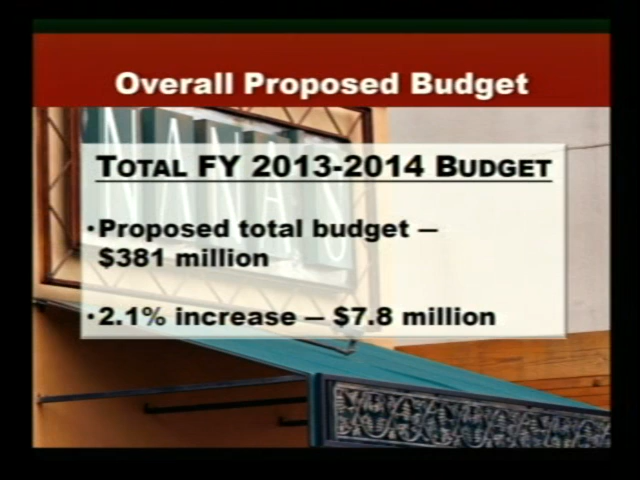 Overall Proposed Budget
NANA'S
TOTAL FY 2013-2014 BUDGET
•Proposed total budget —
$381 million
•2.1% increase — $7.8 million